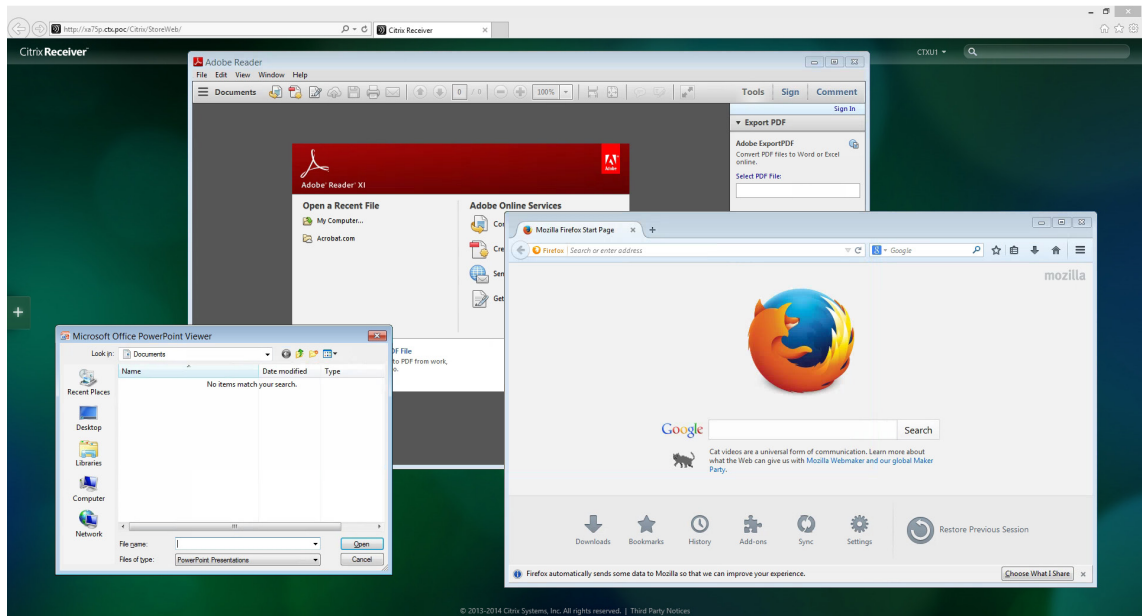 http://xa75p.ctx.poc/Citrix/StoreWeb/
Citrix Receiver
Citrix Receiver
CTXU1
Adobe Reader
File Edit View Window Help
Documents
0 / 0
100%
Tools Sign Comment
Sign In
Export PDF
Adobe ExportPDF
Convert PDF files to Word or Excel
online.
Select PDF File:
Adobe
Adobe Reader XI
Open a Recent File
My Computer...
Acrobat.com
Adobe Online Services
Cre
Sen
Get
DF File
to PDF from work,
o.
Mozilla Firefox Start Page
Firefox Search or enter address
Google
mozilla
Google
Search
Cat videos are a universal form of communication. Learn more about
what the Web can give us with Mozilla Webmaker and our global Maker
Party.
Downloads Bookmarks History Add-ons Sync Settings
Restore Previous Session
Firefox automatically sends some data to Mozilla so that we can improve your experience.
Choose What I Share
Microsoft Office PowerPoint Viewer
Look in: Documents
Name Date modified Type
No items match your search.
Recent Places
Desktop
Libraries
Computer
Network
File name:
Open
Files of type: PowerPoint Presentations
Cancel
© 2013-2014 Citrix Systems, Inc. All rights reserved. | Third Party Notices